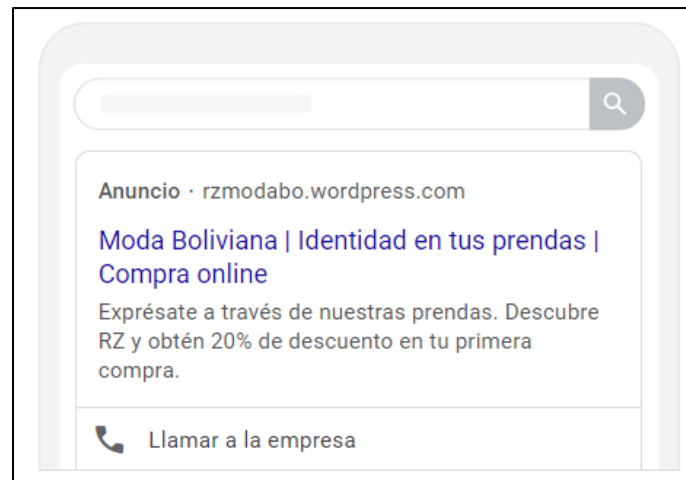 Anuncio · rzmodabo.wordpress.com
Moda Boliviana | Identidad en tus prendas |
Compra online
Exprésate a través de nuestras prendas. Descubre
RZ y obtén 20% de descuento en tu primera
compra.
Llamar a la empresa